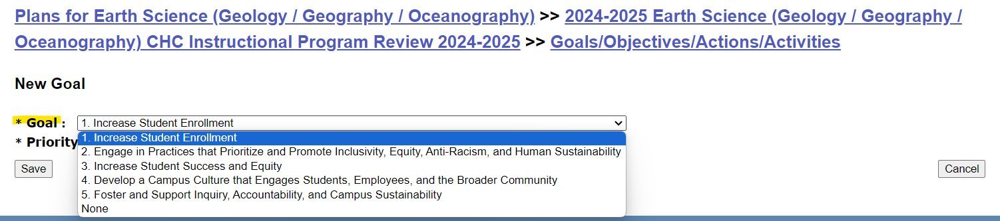 Plans for Earth Science (Geology / Geography / Oceanography) >> 2024-2025 Earth Science (Geology / Geography /
Oceanography) CHC Instructional Program Review 2024-2025 >> Goals/Objectives/Actions/Activities
New Goal
* Goal : 1. Increase Student Enrollment
* Priority
1. Increase Student Enrollment
2. Engage in Practices that Prioritize and Promote Inclusivity, Equity, Anti-Racism, and Human Sustainability
3. Increase Student Success and Equity
4. Develop a Campus Culture that Engages Students, Employees, and the Broader Community
5. Foster and Support Inquiry, Accountability, and Campus Sustainability
None
Save
Cancel